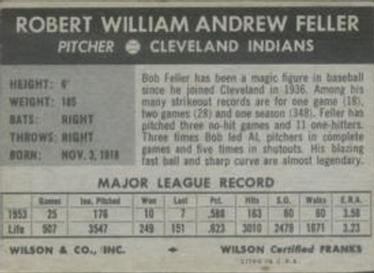 ROBERT WILLIAM ANDREW FELLER
PITCHER CLEVELAND INDIANS
HEIGHT: 6'
WEIGHT: 185
BATS: RIGHT
THROWS: RIGHT
BORN: NOV. 3, 1918
Bob Feller has been a magic figure in baseball
since he joined Cleveland in 1936. Among his
many strikeout records are for one game (18),
two games (28) and one season (348). Feller has
pitched three no-hit games and 11 one-hitters.
Three times Bob led AL pitchers in complete
games and five times in shutouts. His blazing
fast ball and sharp curve are almost legendary.
MAJOR LEAGUE RECORD
Games Inn. Pitched Won Lost Pct. Hits S.O. Walks E.R.A.
1953 25 176 10 7 .588 163 60 60 3.58
Life 507 3547 249 151 .623 3010 2478 1671 3.23
WILSON & CO., INC. WILSON Certified FRANKS
LITHO IN U.S.A.